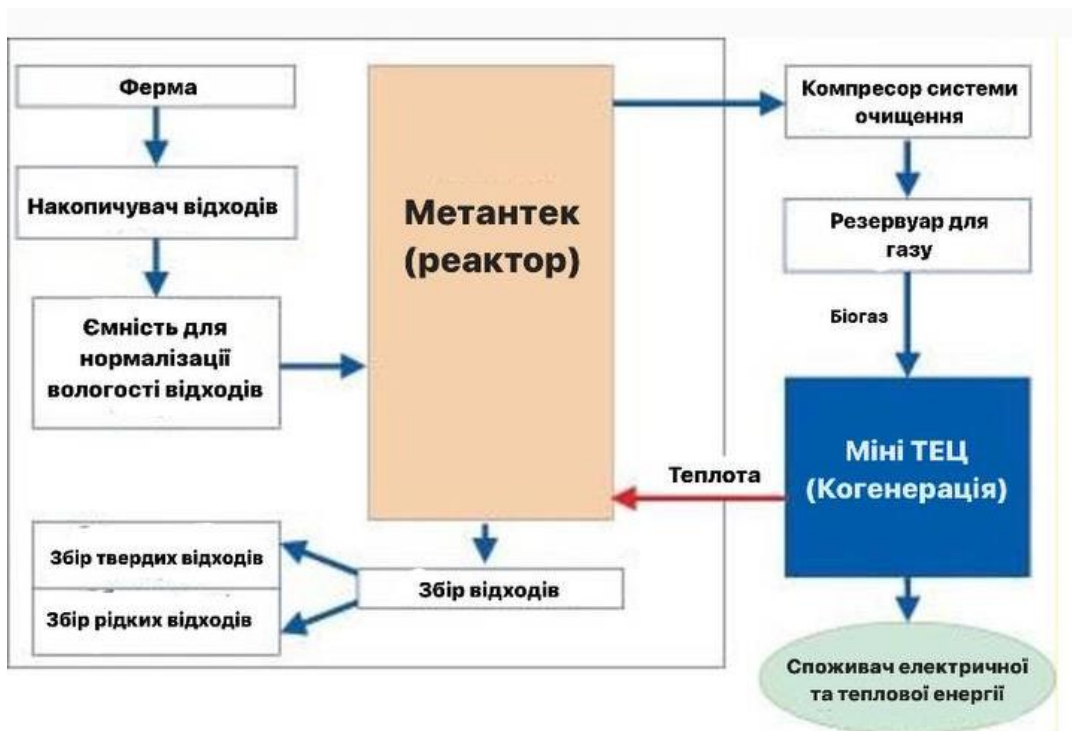 Ферма
Накопичувач відходів
Ємність для
нормалізації
вологості відходів
Метантек
(реактор)
Компресор системи
очищення
Резервуар для
газу
Біогаз
Міні ТЕЦ
(Когенерація)
Теплота
Збір відходів
Збір твердих відходів
Збір рідких відходів
Споживач електричної
та теплової енергії